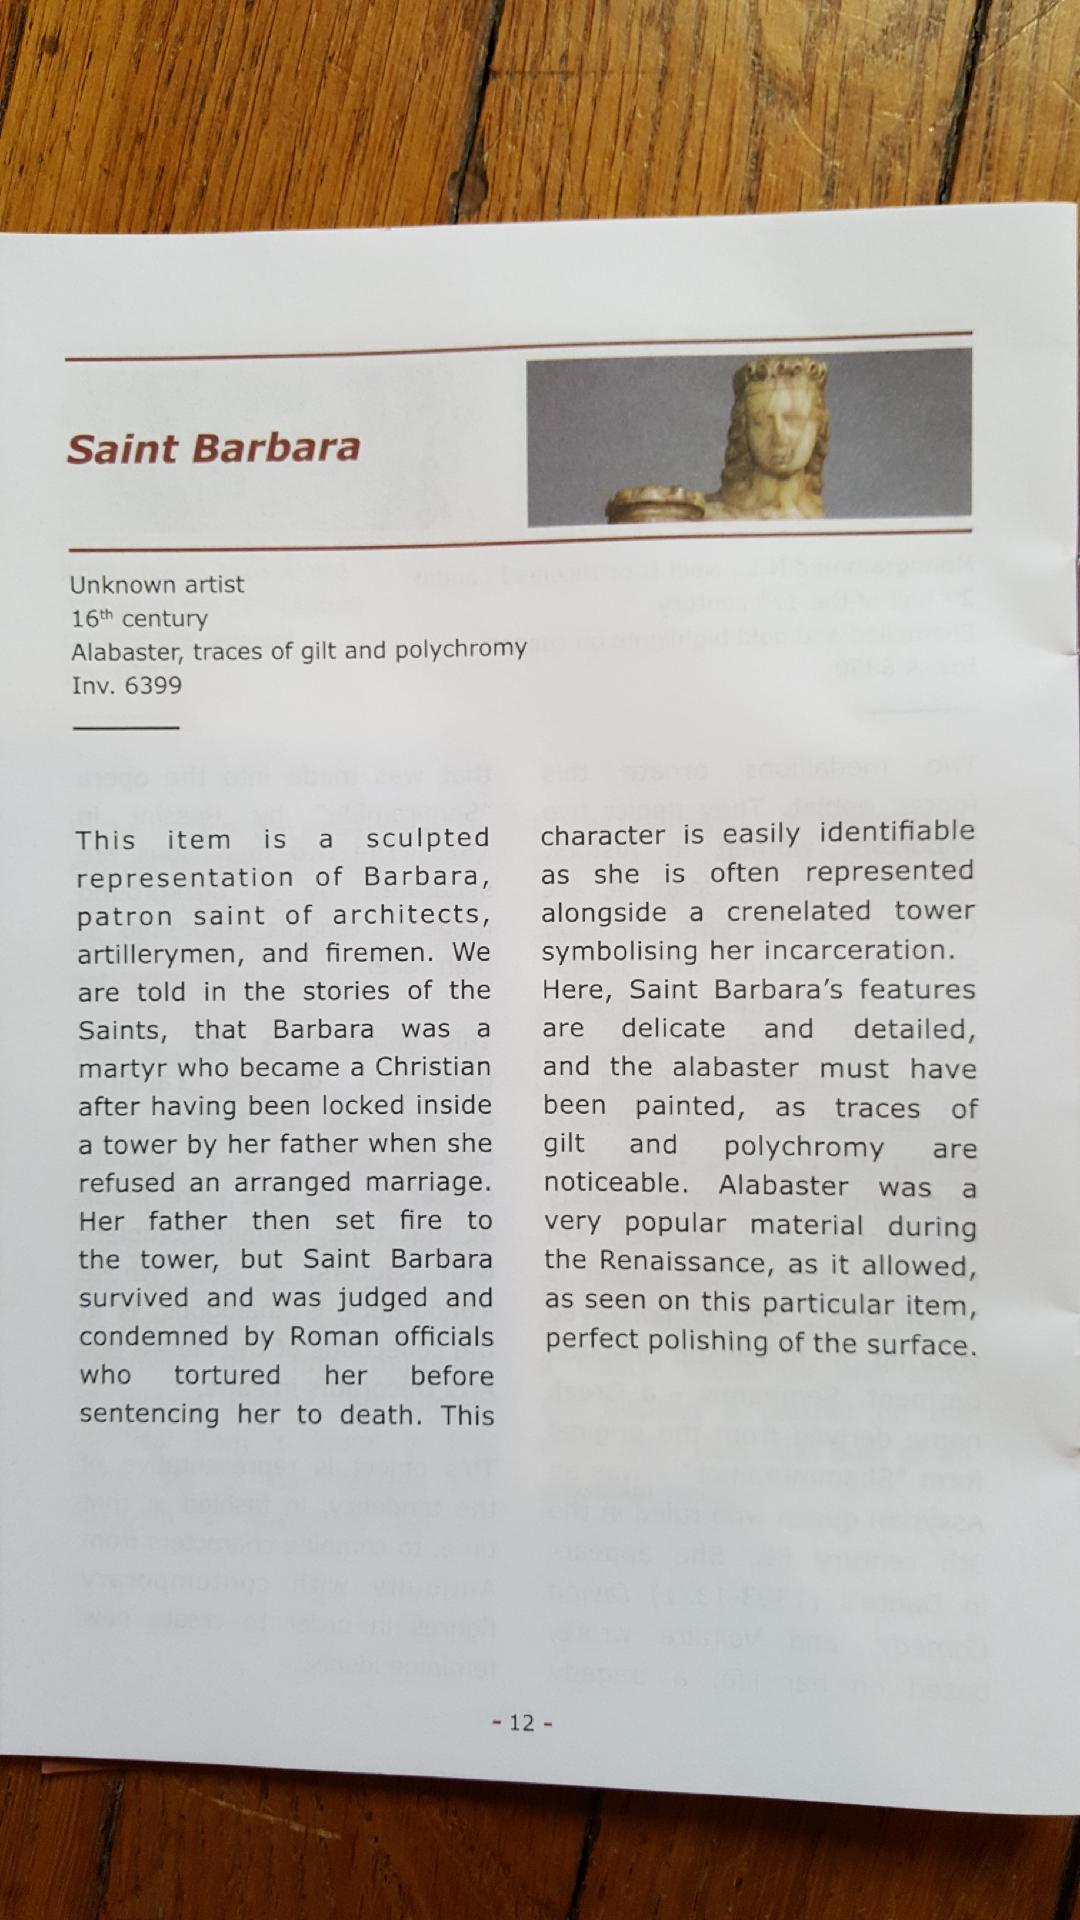 Saint Barbara
Unknown artist
16th century
Alabaster, traces of gilt and polychromy
Inv. 6399
This item is a sculpted
representation of Barbara,
patron saint of architects,
artillerymen, and firemen. We
are told in the stories of the
Saints, that Barbara was a
martyr who became a Christian
after having been locked inside
a tower by her father when she
refused an arranged marriage.
Her father then set fire to
the tower, but Saint Barbara
survived and was judged and
condemned by Roman officials
who tortured her before
sentencing her to death. This
character is easily identifiable
as she is often represented
alongside a crenelated tower
symbolising her incarceration.
Here, Saint Barbara's features
are delicate and detailed,
and the alabaster must have
been painted, as traces of
gilt and polychromy are
noticeable. Alabaster was a
very popular material during
the Renaissance, as it allowed,
as seen on this particular item,
perfect polishing of the surface.
- 12 -